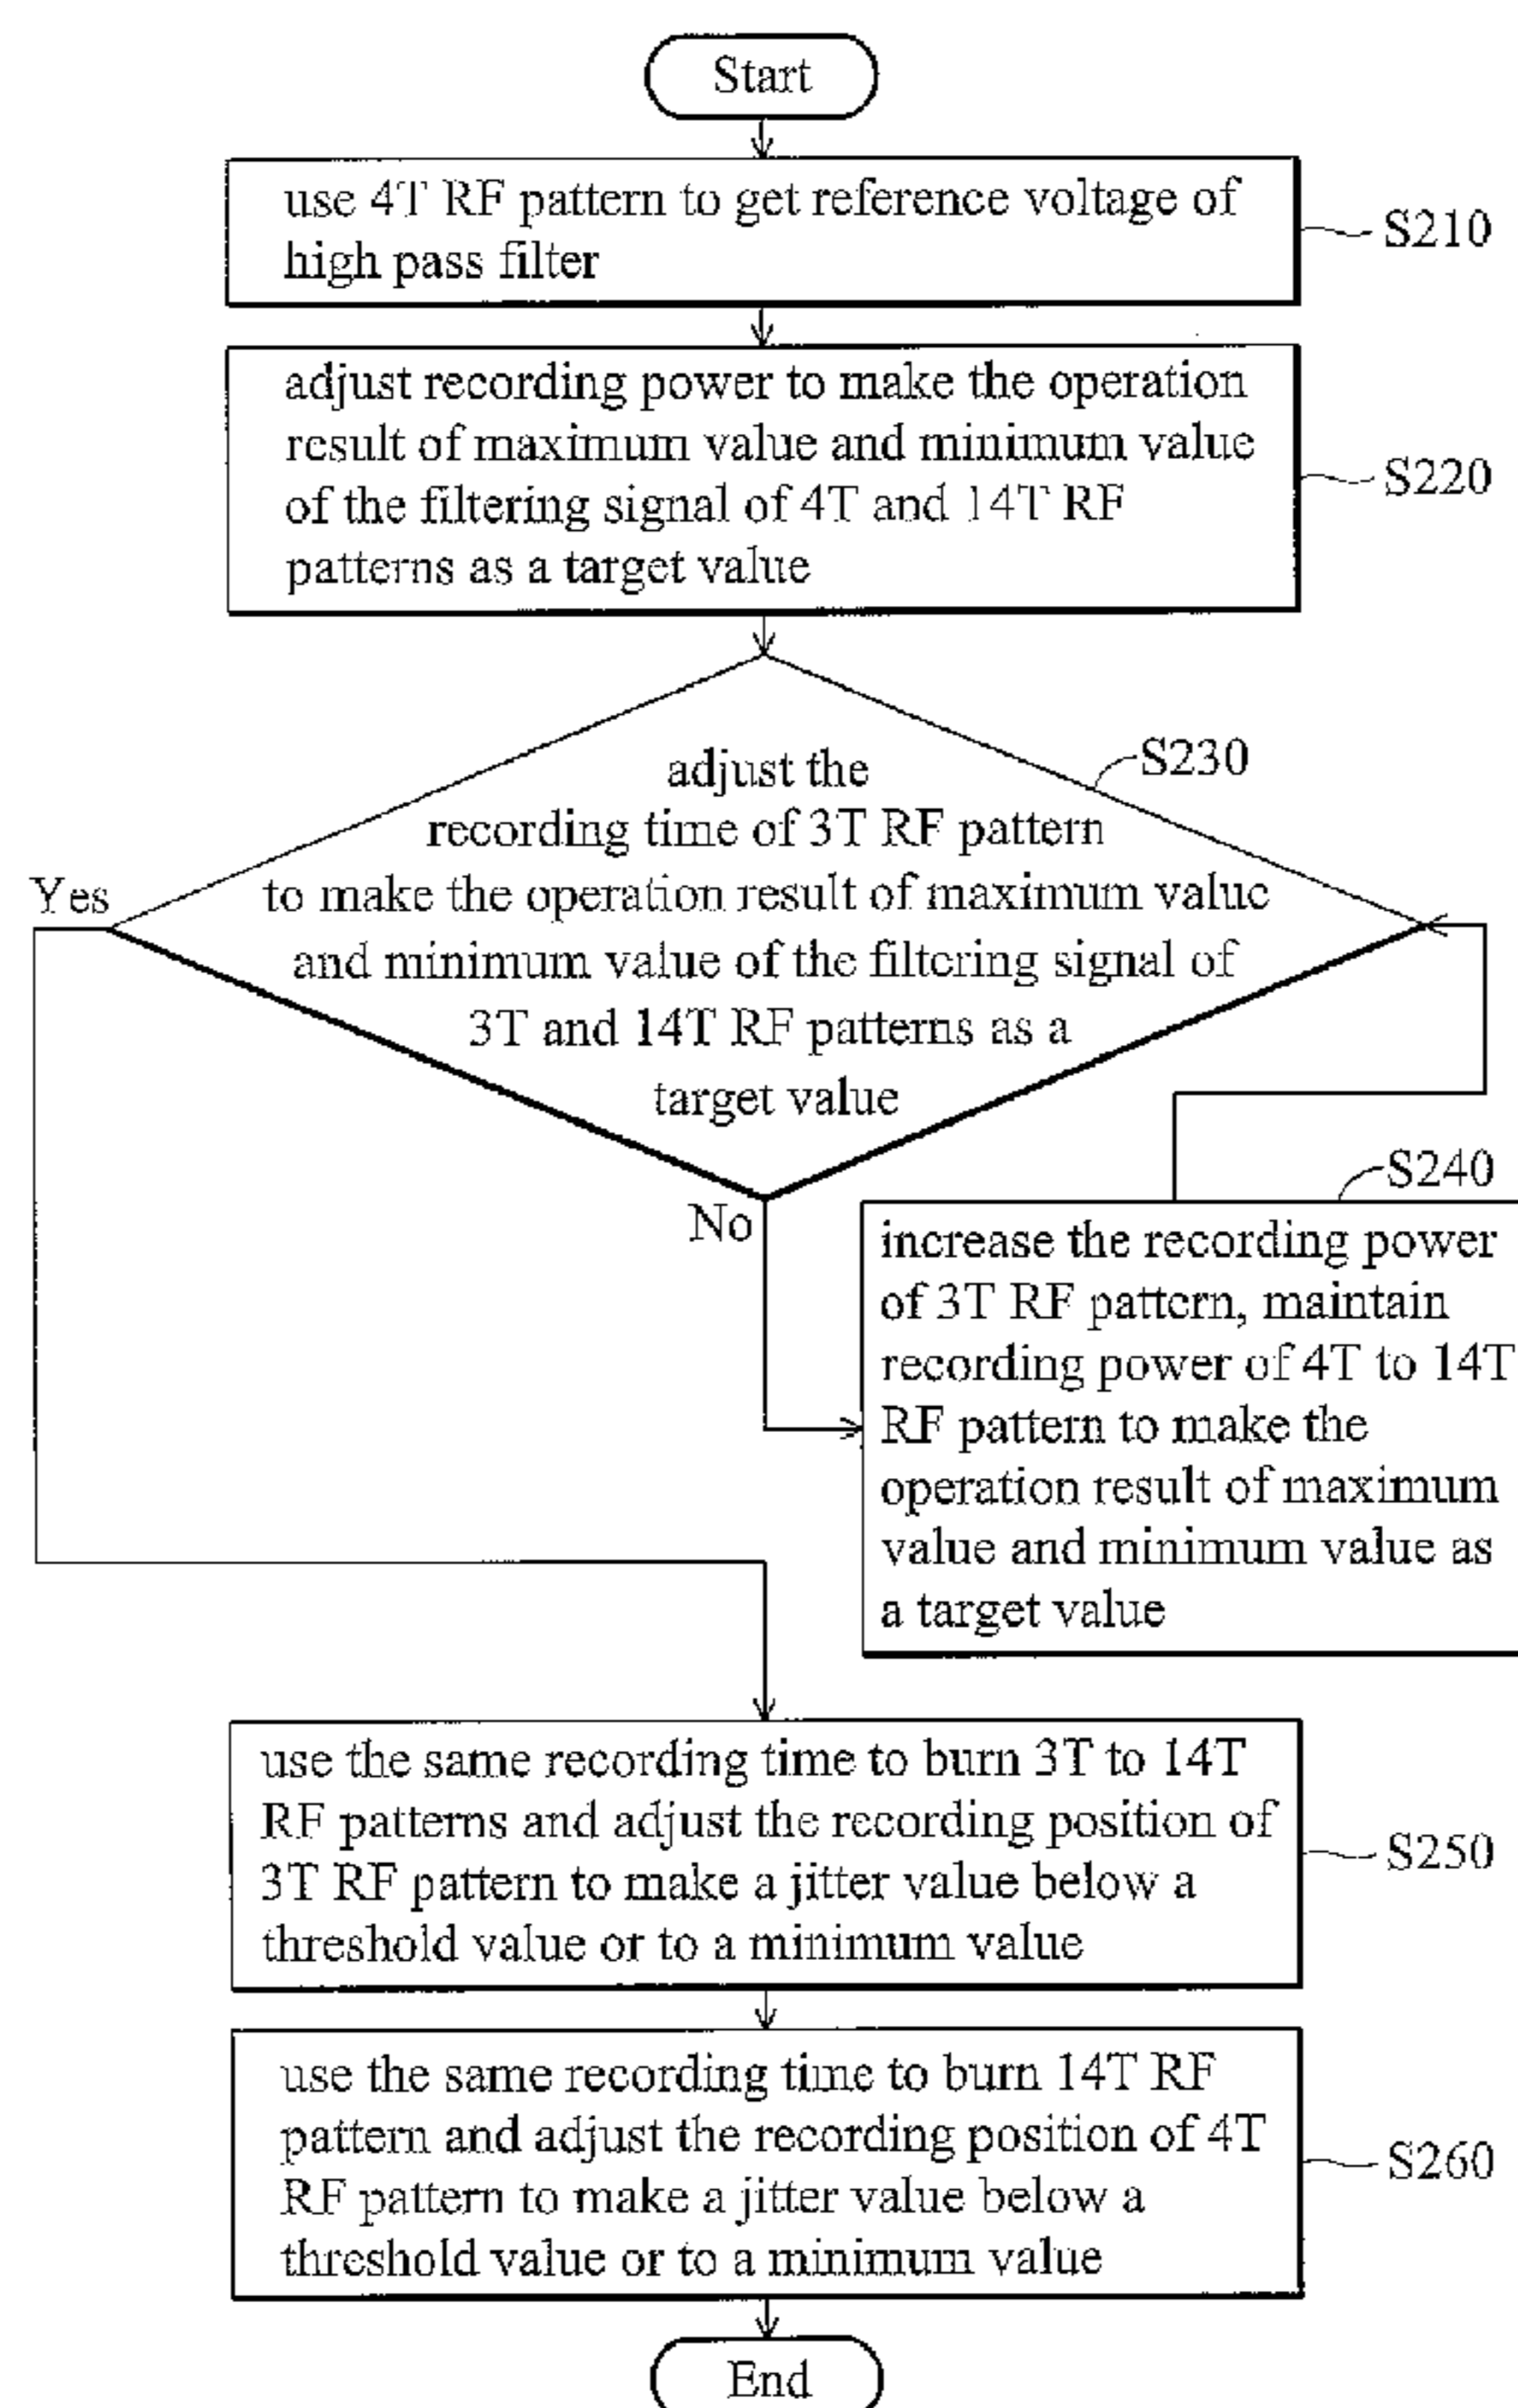 Start
use 4T RF pattern to get reference voltage of
high pass filter
S210
adjust recording power to make the operation
result of maximum value and minimum value
of the filtering signal of 4T and 14T RF
patterns as a target value
S220
adjust the
recording time of 3T RF pattern
to make the operation result of maximum value
and minimum value of the filtering signal of
3T and 14T RF patterns as a
target value
S230
Yes
No
S240
increase the recording power
of 3T RF pattern, maintain
recording power of 4T to 14T
RF pattern to make the
operation result of maximum
value and minimum value as
a target value
use the same recording time to burn 3T to 14T
RF patterns and adjust the recording position of
3T RF pattern to make a jitter value below a
threshold value or to a minimum value
S250
use the same recording time to burn 14T RF
pattern and adjust the recording position of 4T
RF pattern to make a jitter value below a
threshold value or to a minimum value
S260
End